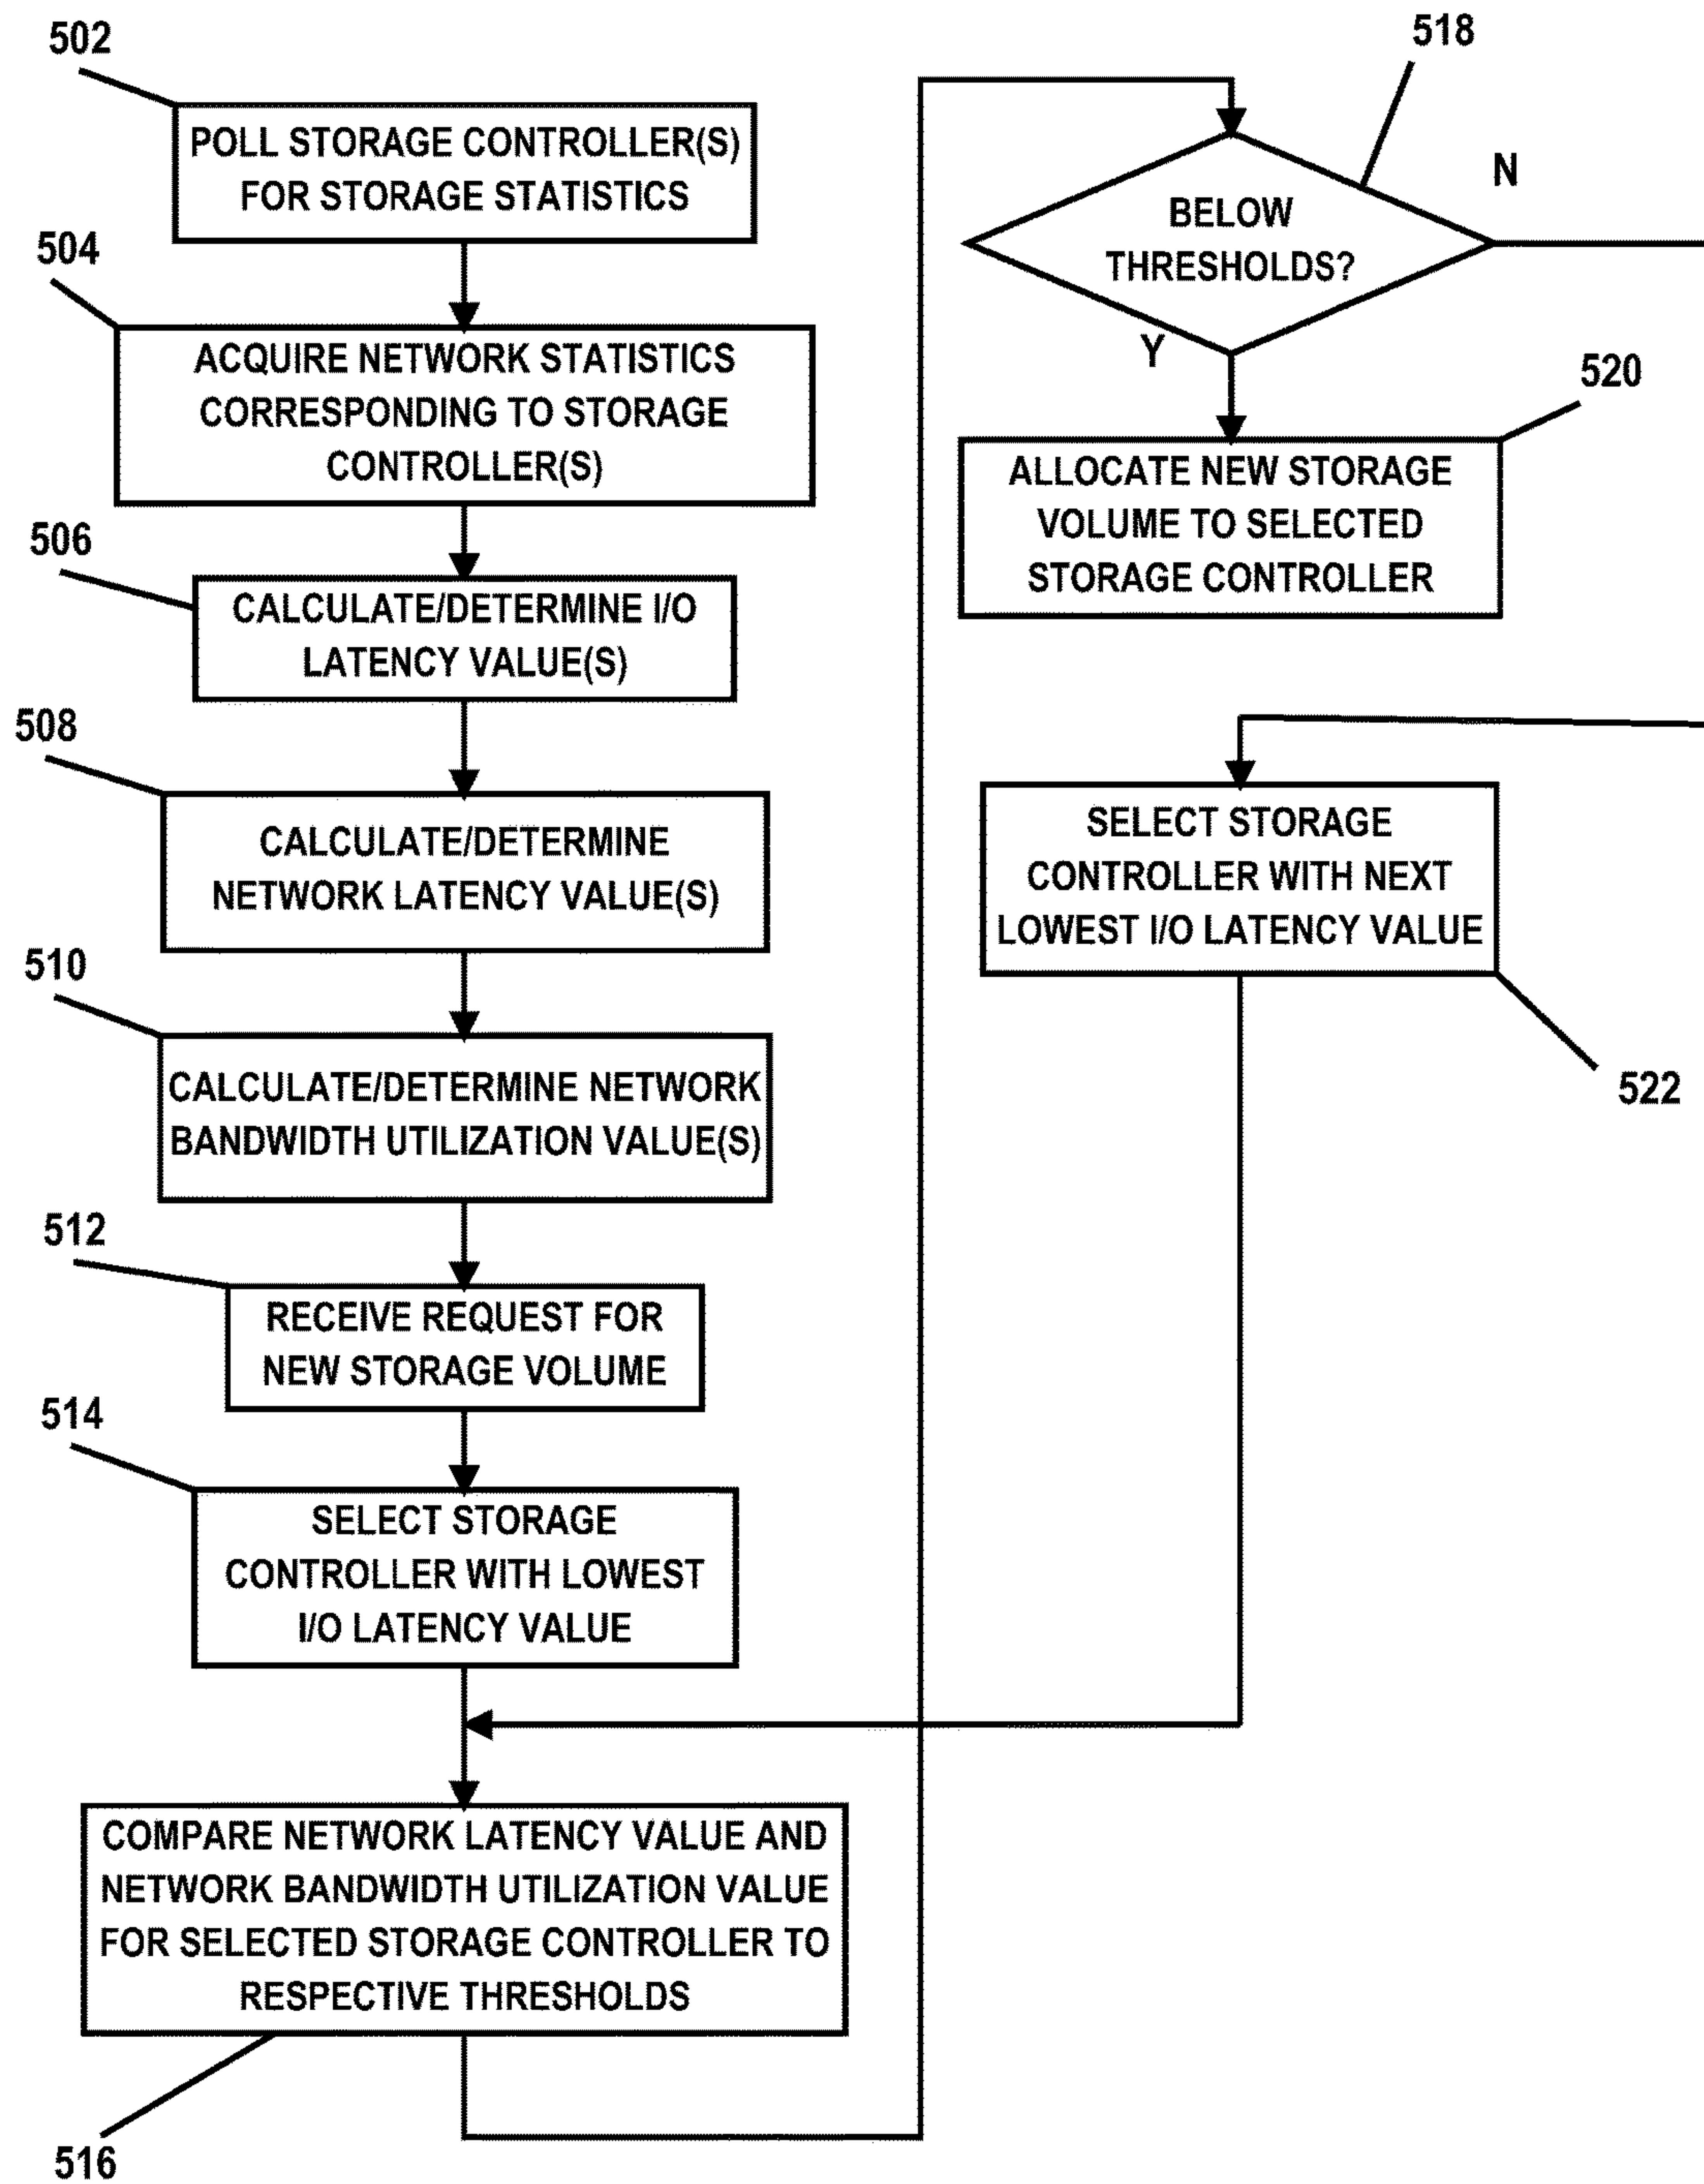 502
POLL STORAGE CONTROLLER(S)
FOR STORAGE STATISTICS
504
ACQUIRE NETWORK STATISTICS
CORRESPONDING TO STORAGE
CONTROLLER(S)
506
CALCULATE/DETERMINE I/O
LATENCY VALUE(S)
508
CALCULATE/DETERMINE
NETWORK LATENCY VALUE(S)
510
CALCULATE/DETERMINE NETWORK
BANDWIDTH UTILIZATION VALUE(S)
512
RECEIVE REQUEST FOR
NEW STORAGE VOLUME
514
SELECT STORAGE
CONTROLLER WITH LOWEST
I/O LATENCY VALUE
COMPARE NETWORK LATENCY VALUE AND
NETWORK BANDWIDTH UTILIZATION VALUE
FOR SELECTED STORAGE CONTROLLER TO
RESPECTIVE THRESHOLDS
516
518
N
BELOW
THRESHOLDS?
Y
520
ALLOCATE NEW STORAGE
VOLUME TO SELECTED
STORAGE CONTROLLER
SELECT STORAGE
CONTROLLER WITH NEXT
LOWEST I/O LATENCY VALUE
522